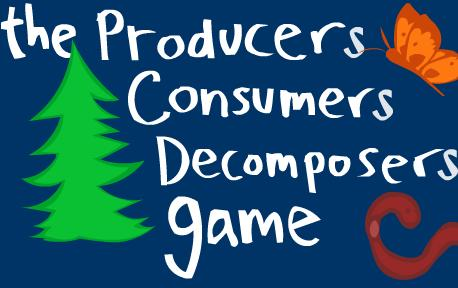 the Producers
Consumers
Decomposers
game